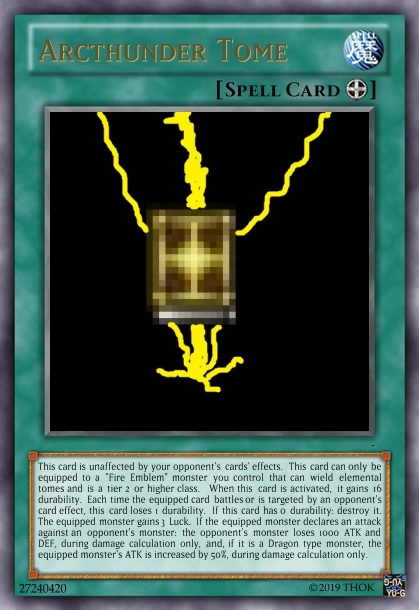 ARCTHUNDER TOME
魔
[SPELL CARD ]
This card is unaffected by your opponent's cards' effects. This card can only be
equipped to a "Fire Emblem" monster you control that can wield elemental
tomes and is a tier 2 or higher class. When this card is activated, it gains 16
durability. Each time the equipped card battles or is targeted by an opponent's
card effect, this card loses 1 durability. If this card has 0 durability: destroy it.
The equipped monster gains 3 Luck. If the equipped monster declares an attack
against an opponent's monster: the opponent's monster loses 1000 ATK and
DEF, during damage calculation only, and, if it is a Dragon type monster, the
equipped monster's ATK is increased by 50%, during damage calculation only.
27240420
©2019 THOK